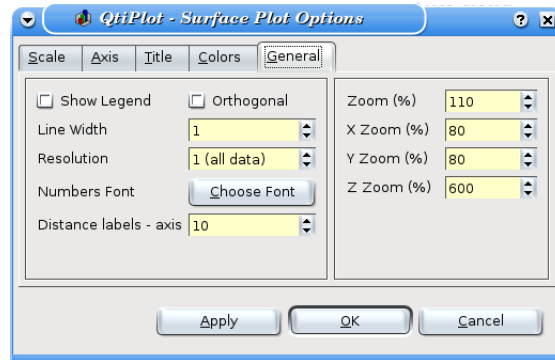 QtiPlot - Surface Plot Options
Scale Axis Title Colors General
Show Legend Orthogonal
Line Width 1
Resolution 1 (all data)
Numbers Font Choose Font
Distance labels - axis 10
Zoom (%) 110
X Zoom (%) 80
Y Zoom (%) 80
Z Zoom (%) 600
Apply OK Cancel